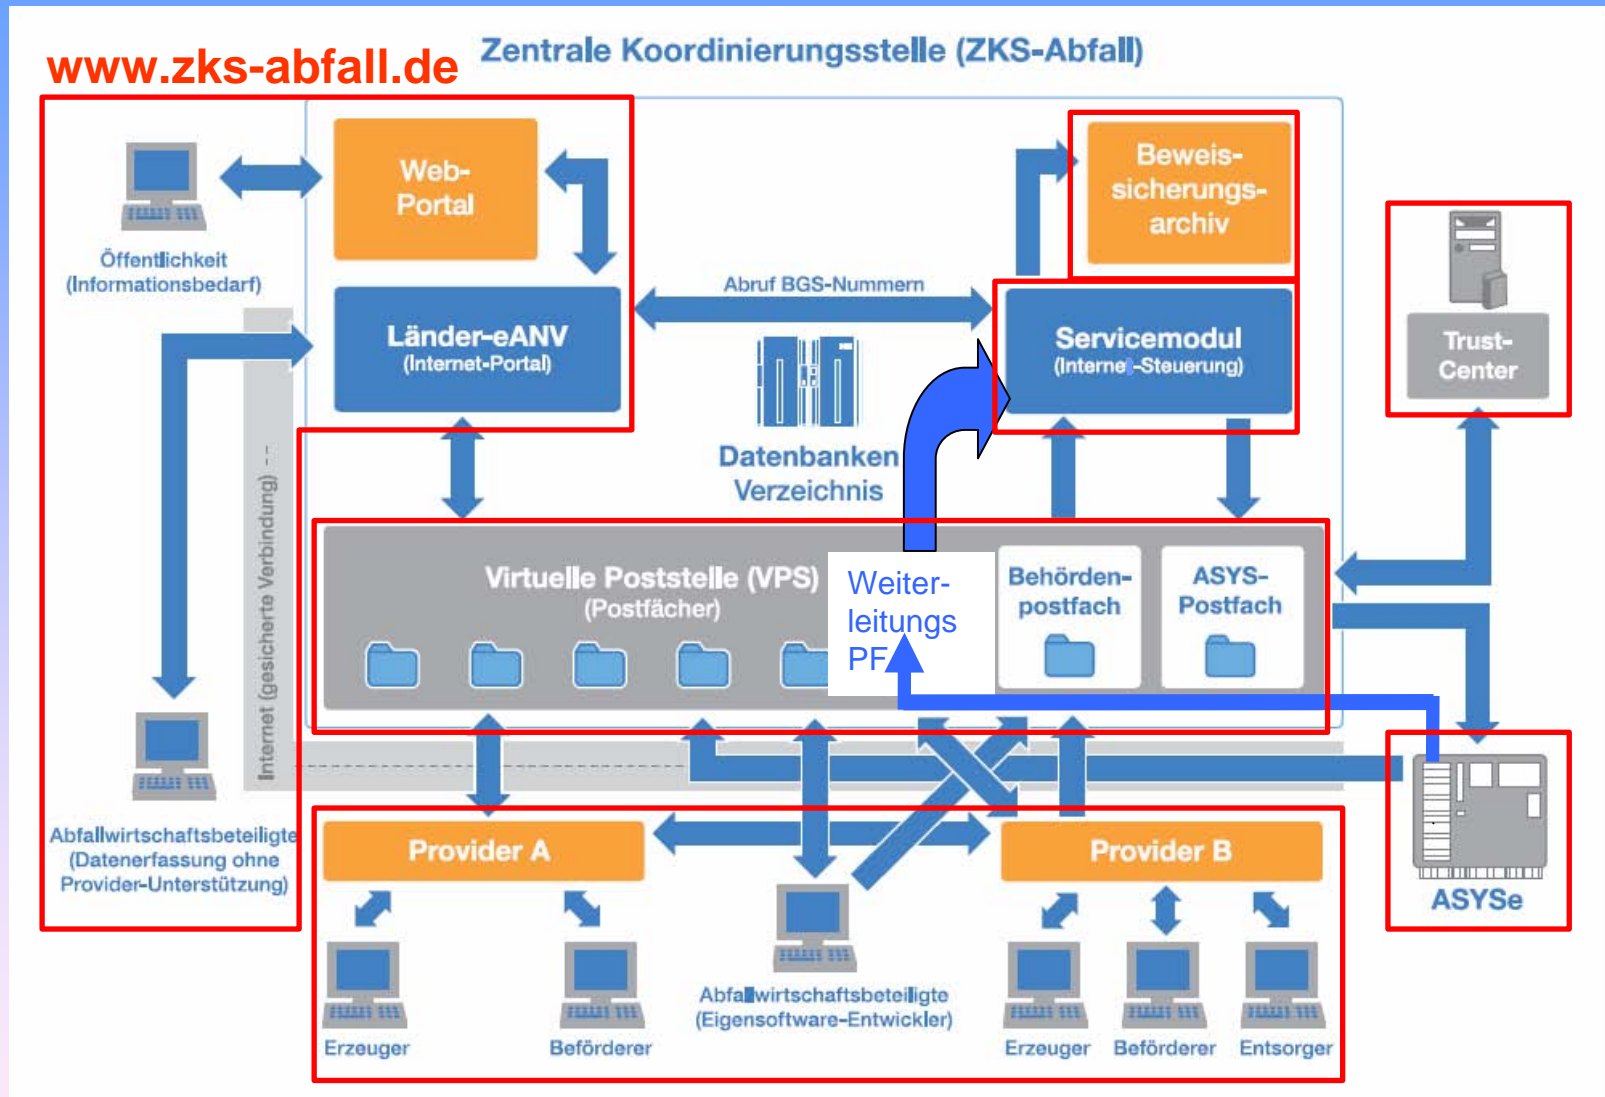 www.zks-abfall.de
Zentrale Koordinierungsstelle (ZKS-Abfall)
Web-
Portal
Beweis-
sicherungs-
archiv
Öffentlichkeit
(Informationsbedarf)
Abruf BGS-Nummern
Länder-eANV
(Internet-Portal)
Servicemodul
(Internet-Steuerung)
Trust-
Center
Datenbanken
Verzeichnis
Internet (gesicherte Verbindung)
Virtuelle Poststelle (VPS)
(Postfächer)
Weiter-
leitungs
PF
Behörden-
postfach
ASYS-
Postfach
Abfallwirtschaftsbeteiligte
(Datenerfassung ohne
Provider-Unterstützung)
Provider A
Provider B
ASYSe
Abfallwirtschaftsbeteiligte
(Eigensoftware-Entwickler)
Erzeuger
Beförderer
Erzeuger
Beförderer
Entsorger